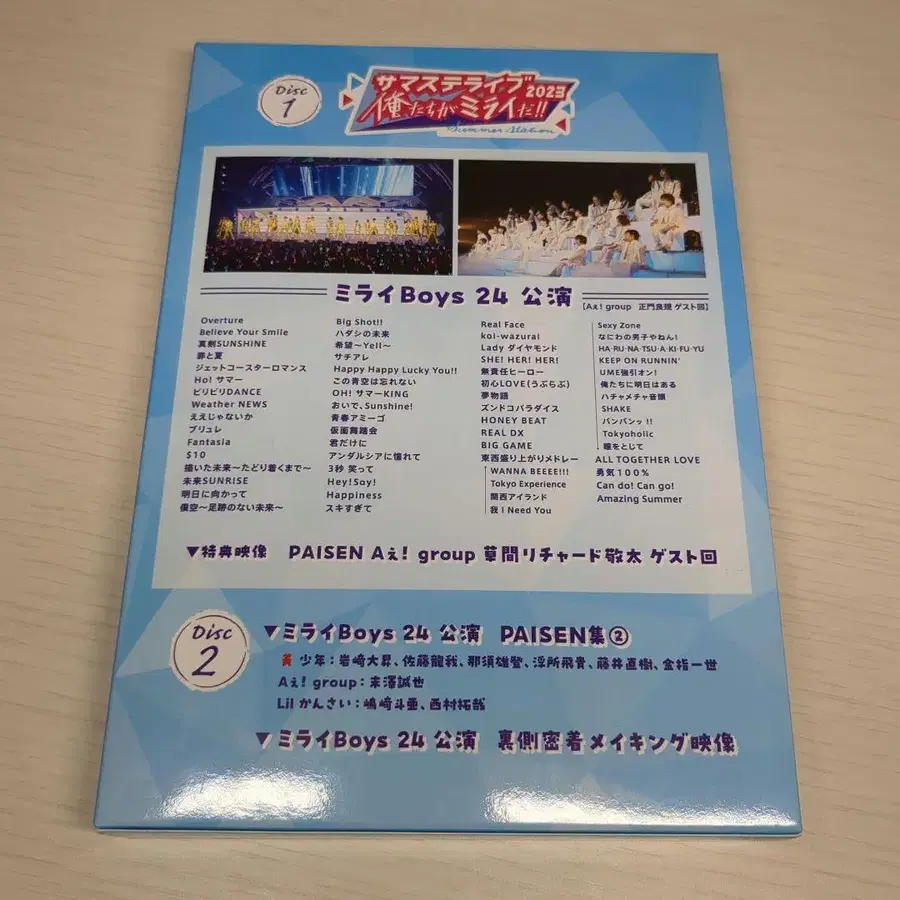 Disc
1
サマステライブ
2023
俺たちがミライだ!!
Summer Station
ミライBoys 24 公演
【Aぇ! group 正門良規 ゲスト回】
Overture
Believe Your Smile
真剣SUNSHINE
罪と夏
ジェットコースターロマンス
Ho! サマー
ビリビリDANCE
Weather NEWS
ええじゃないか
ブリュレ
Fantasia
$10
描いた未来〜たどり着くまで〜
未来SUNRISE
明日に向かって
僕空〜足跡のない未来〜
Big Shot!!
ハダシの未来
希望〜Yell〜
サチアレ
Happy Happy Lucky You!!
この青空は忘れない
OH! サマーKING
おいで、Sunshine!
青春アミーゴ
仮面舞踏会
君だけに
アンダルシアに憧れて
3秒 笑って
Hey!Soy!
Happiness
スキすぎて
Real Face
koi-wazurai
Lady ダイヤモンド
SHE! HER! HER!
無責任ヒーロー
初心LOVE(うぶらぶ)
夢物語
ズンドコパラダイス
HONEY BEAT
REAL DX
BIG GAME
東西盛り上がりメドレー
WANNA BEEEE!!!
Tokyo Experience
関西アイランド
我 I Need You
Sexy Zone
なにわの男子やねん!
HA·RU·NA·TSU·A·KI·FU·YU
KEEP ON RUNNIN'
UME強引オン!
俺たちに明日はある
ハチャメチャ音頭
SHAKE
バンバンッ!!
Tokyoholic
瞳をとじて
ALL TOGETHER LOVE
勇気100%
Can do! Can go!
Amazing Summer
▼特典映像 PAISEN Aぇ! group 草間リチャード敬太 ゲスト回
Disc
2
▼ミライBoys 24 公演 PAISEN集②
美 少年：岩﨑大昇、佐藤龍我、那須雄登、浮所飛貴、藤井直樹、金指一世
Aぇ! group：末澤誠也
Lil かんさい：嶋﨑斗亜、西村拓哉
▼ミライBoys 24 公演 裏側密着メイキング映像